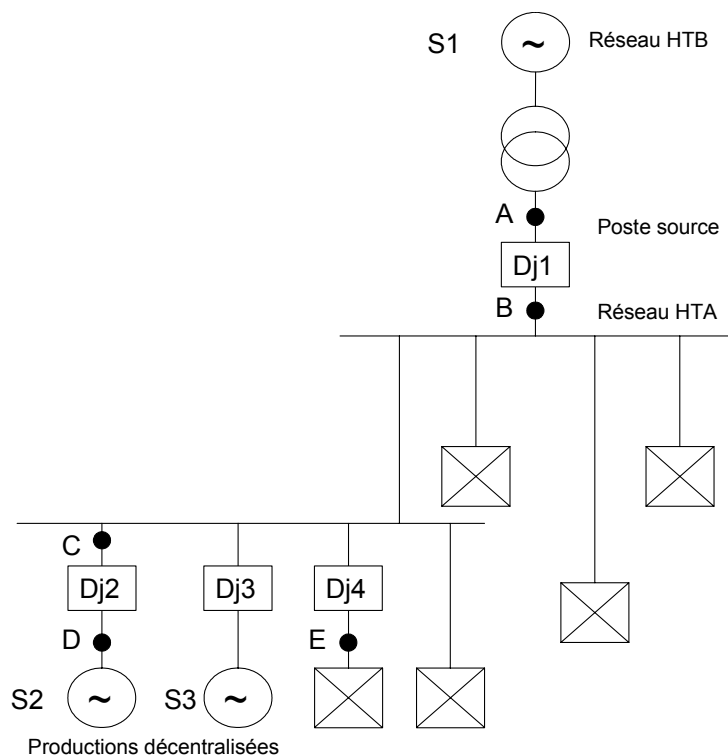 S1
~
Réseau HTB
A
Poste source
Dj1
B
Réseau HTA
C
Dj2
Dj3
Dj4
D
E
S2
~
S3
~
Productions décentralisées